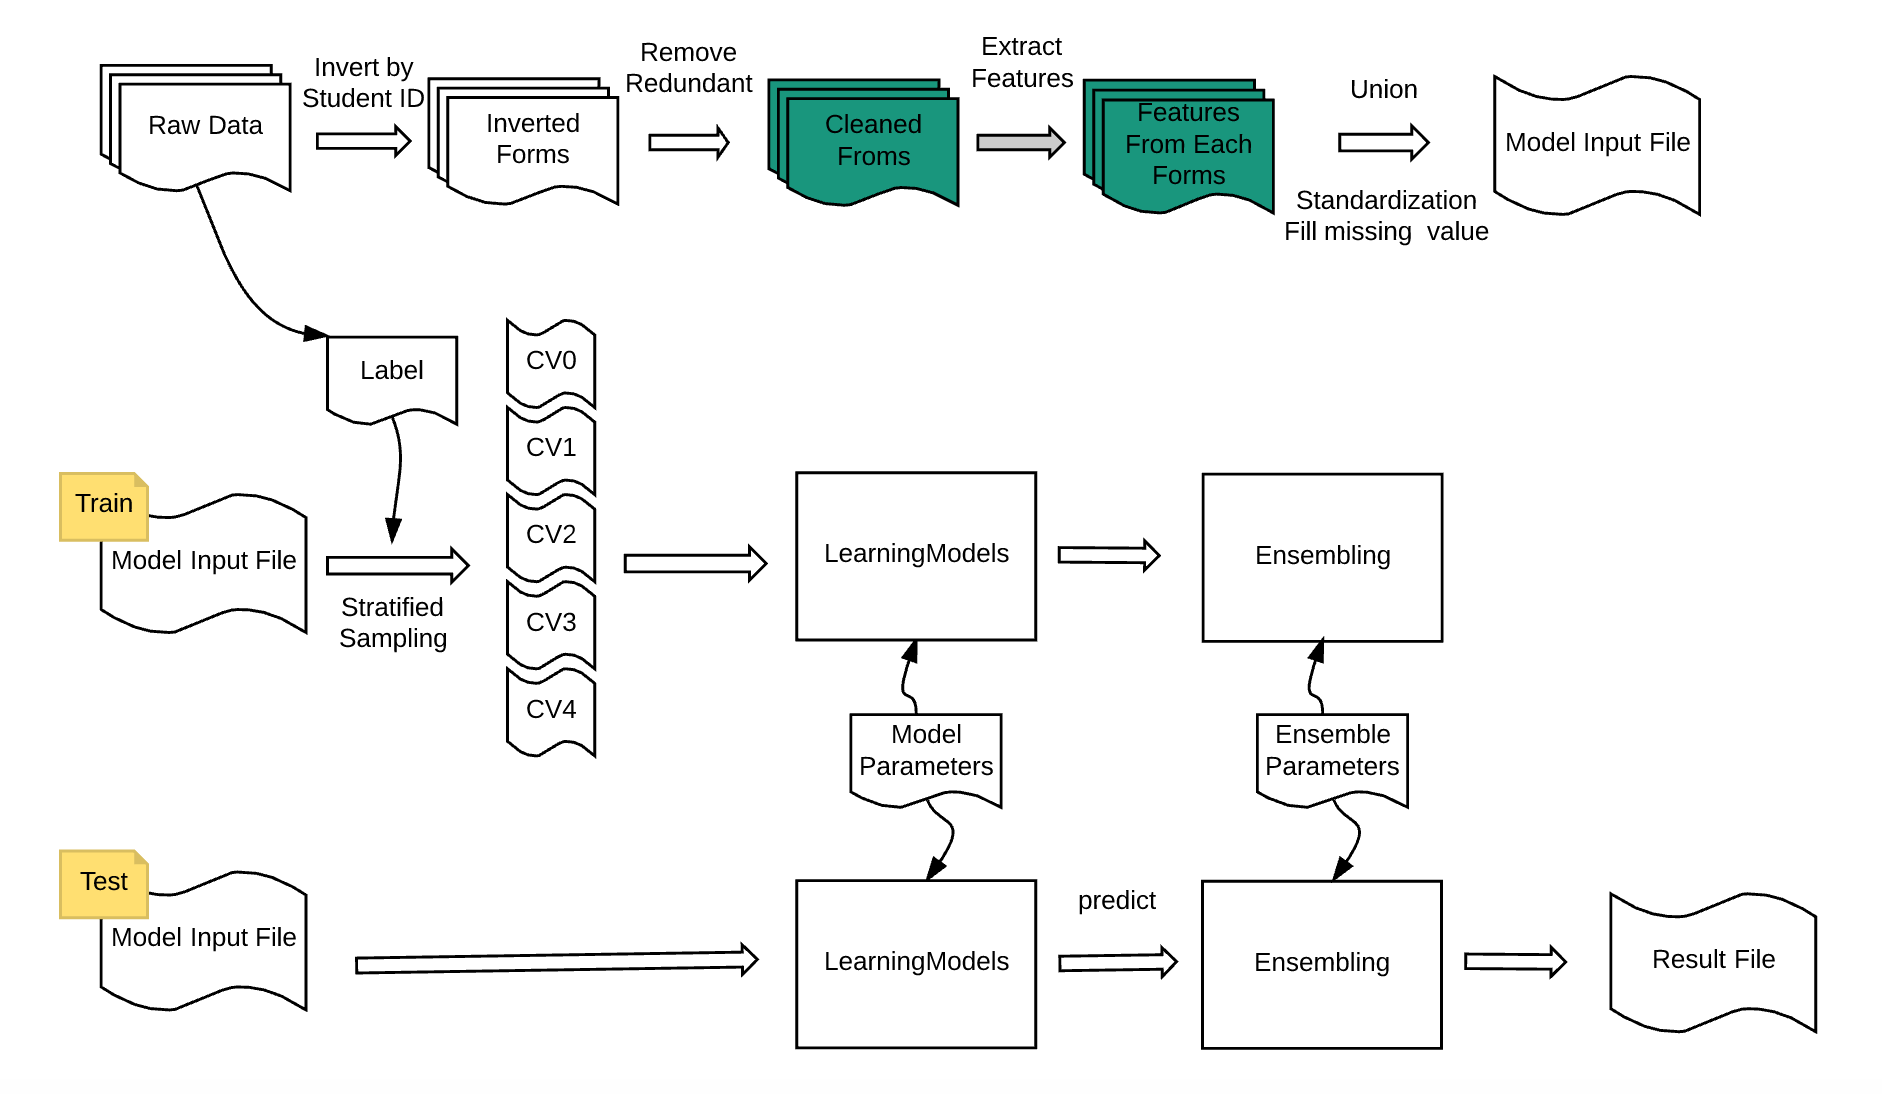 Raw Data
Invert by
Student ID
Inverted
Forms
Remove
Redundant
Cleaned
Froms
Extract
Features
Features
From Each
Forms
Union
Standardization
Fill missing  value
Model Input File
Label
Train
Model Input File
Stratified
Sampling
CV0
CV1
CV2
CV3
CV4
LearningModels
Ensembling
Model
Parameters
Ensemble
Parameters
Test
Model Input File
LearningModels
predict
Ensembling
Result File